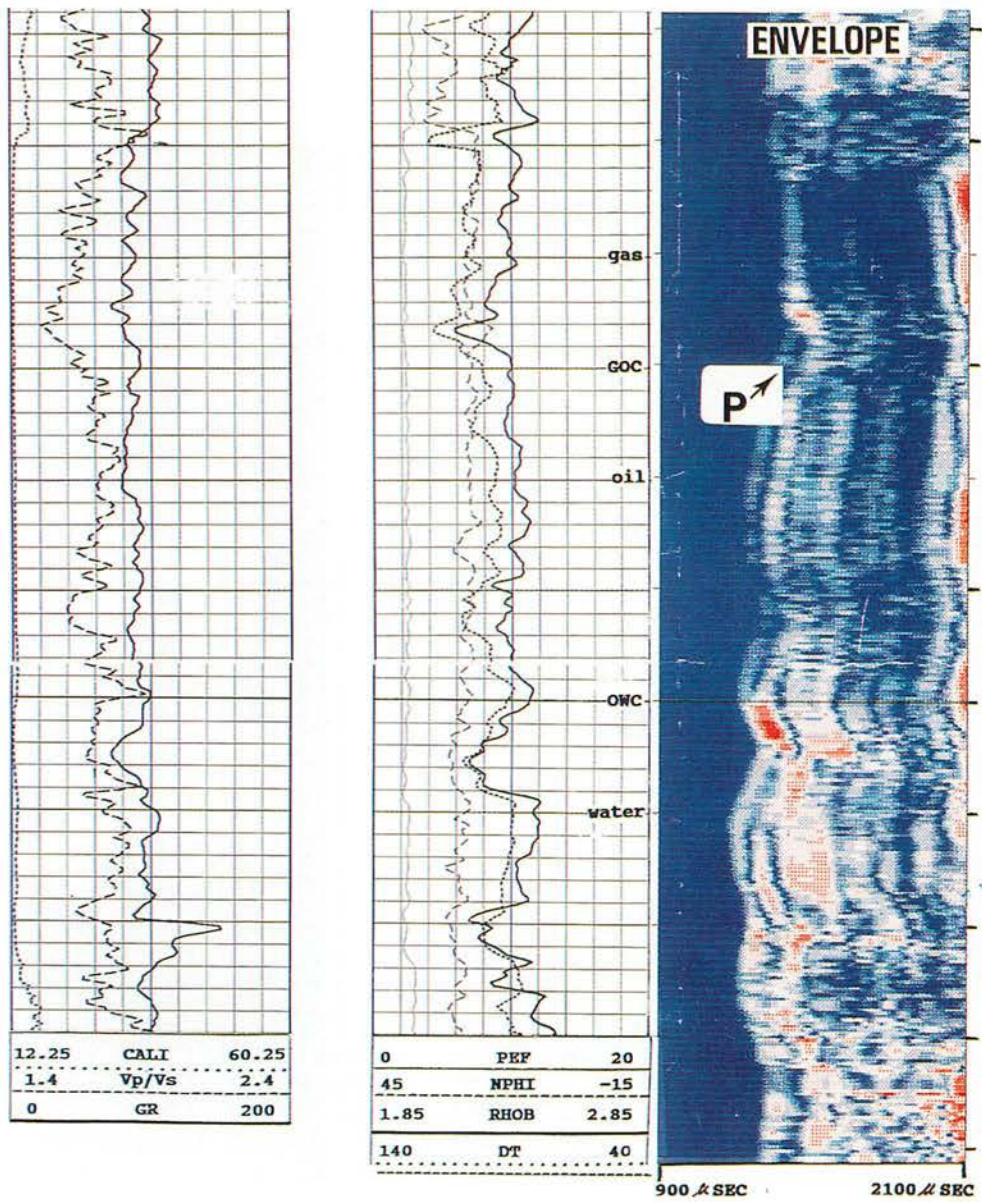 ENVELOPE
gas
GOC
P
oil
OWC
water
12.25 CALI 60.25
1.4 Vp/Vs 2.4
0 GR 200
0 PEF 20
45 NPHI -15
1.85 RHOB 2.85
140 DT 40
900 μ SEC 2100 μ SEC